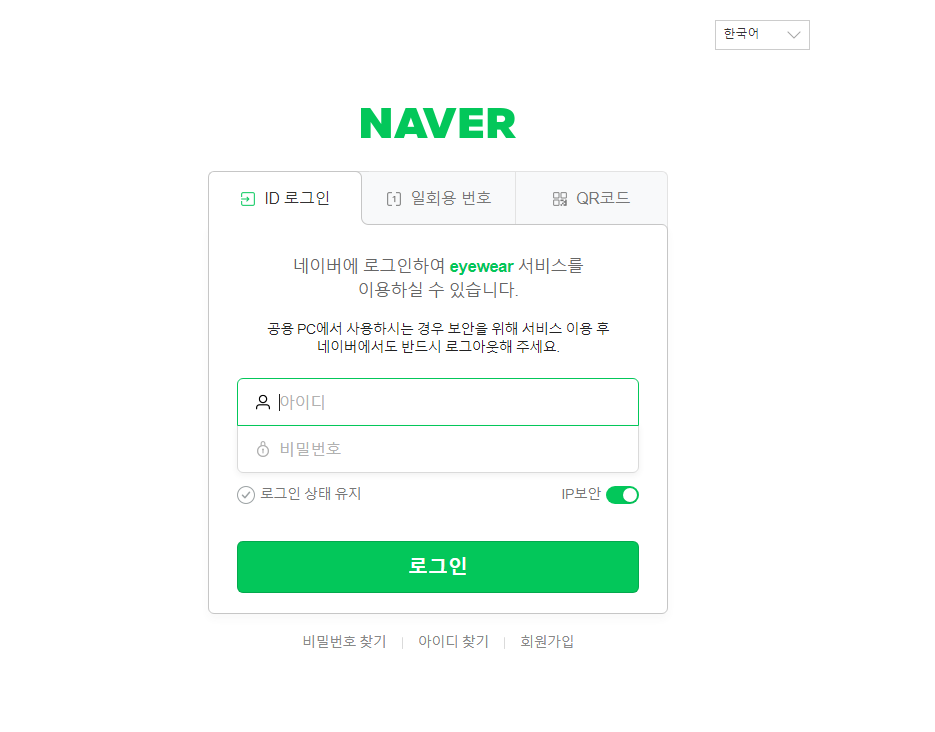 한국어
NAVER
ID 로그인
1 일회용 번호
QR코드
네이버에 로그인하여 eyewear 서비스를
이용하실 수 있습니다.
공용 PC에서 사용하시는 경우 보안을 위해 서비스 이용 후
네이버에서도 반드시 로그아웃해 주세요.
아이디
비밀번호
로그인 상태 유지
IP보안
로그인
비밀번호 찾기 | 아이디 찾기 | 회원가입